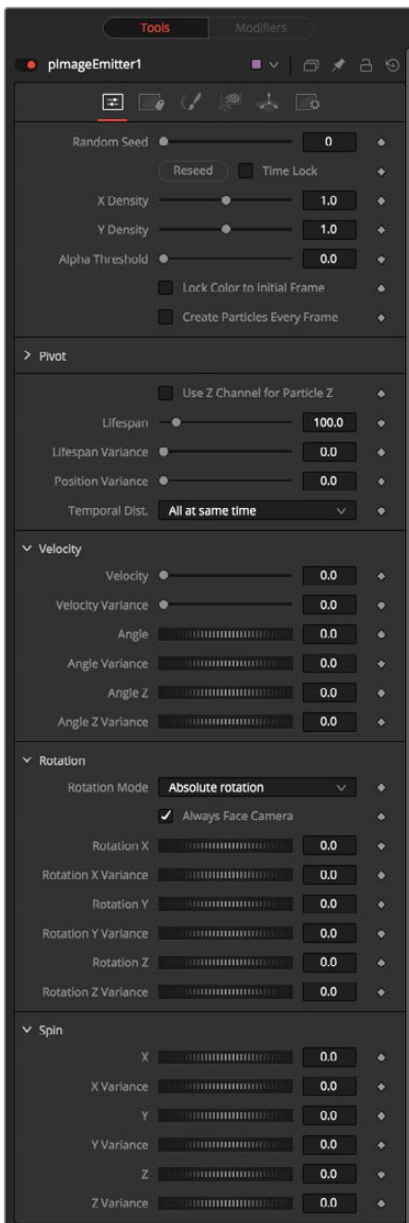 Tools Modifiers
pImageEmitter1
Random Seed 0
Reseed Time Lock
X Density 1.0
Y Density 1.0
Alpha Threshold 0.0
Lock Color to Initial Frame
Create Particles Every Frame
Pivot
Use Z Channel for Particle Z
Lifespan 100.0
Lifespan Variance 0.0
Position Variance 0.0
Temporal Dist. All at same time
Velocity
Velocity 0.0
Velocity Variance 0.0
Angle 0.0
Angle Variance 0.0
Angle Z 0.0
Angle Z Variance 0.0
Rotation
Rotation Mode Absolute rotation
Always Face Camera
Rotation X 0.0
Rotation X Variance 0.0
Rotation Y 0.0
Rotation Y Variance 0.0
Rotation Z 0.0
Rotation Z Variance 0.0
Spin
X 0.0
X Variance 0.0
Y 0.0
Y Variance 0.0
Z 0.0
Z Variance 0.0